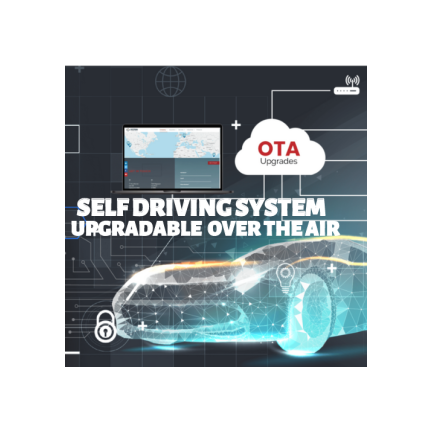 OTA
Upgrades
SELF DRIVING SYSTEM
UPGRADABLE OVER THE AIR